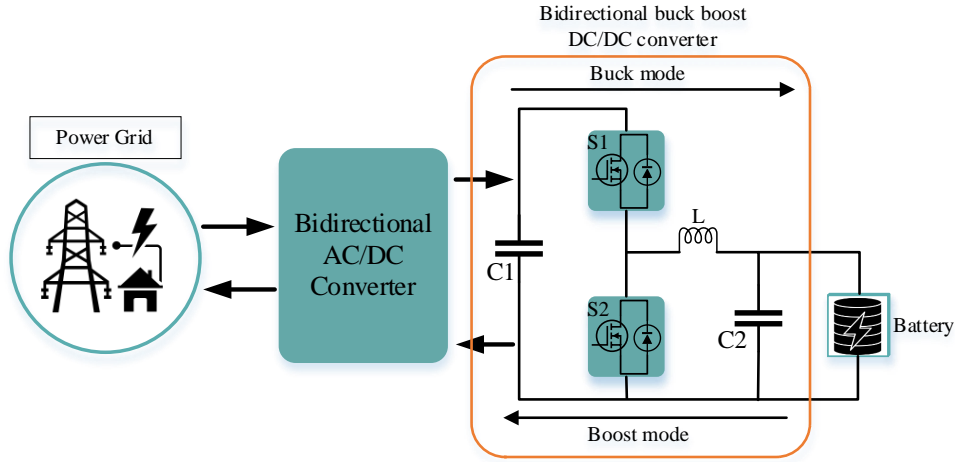 Bidirectional buck boost
DC/DC converter
Buck mode
Power Grid
S1
Bidirectional
AC/DC
Converter
L
C1
S2
C2
Battery
Boost mode